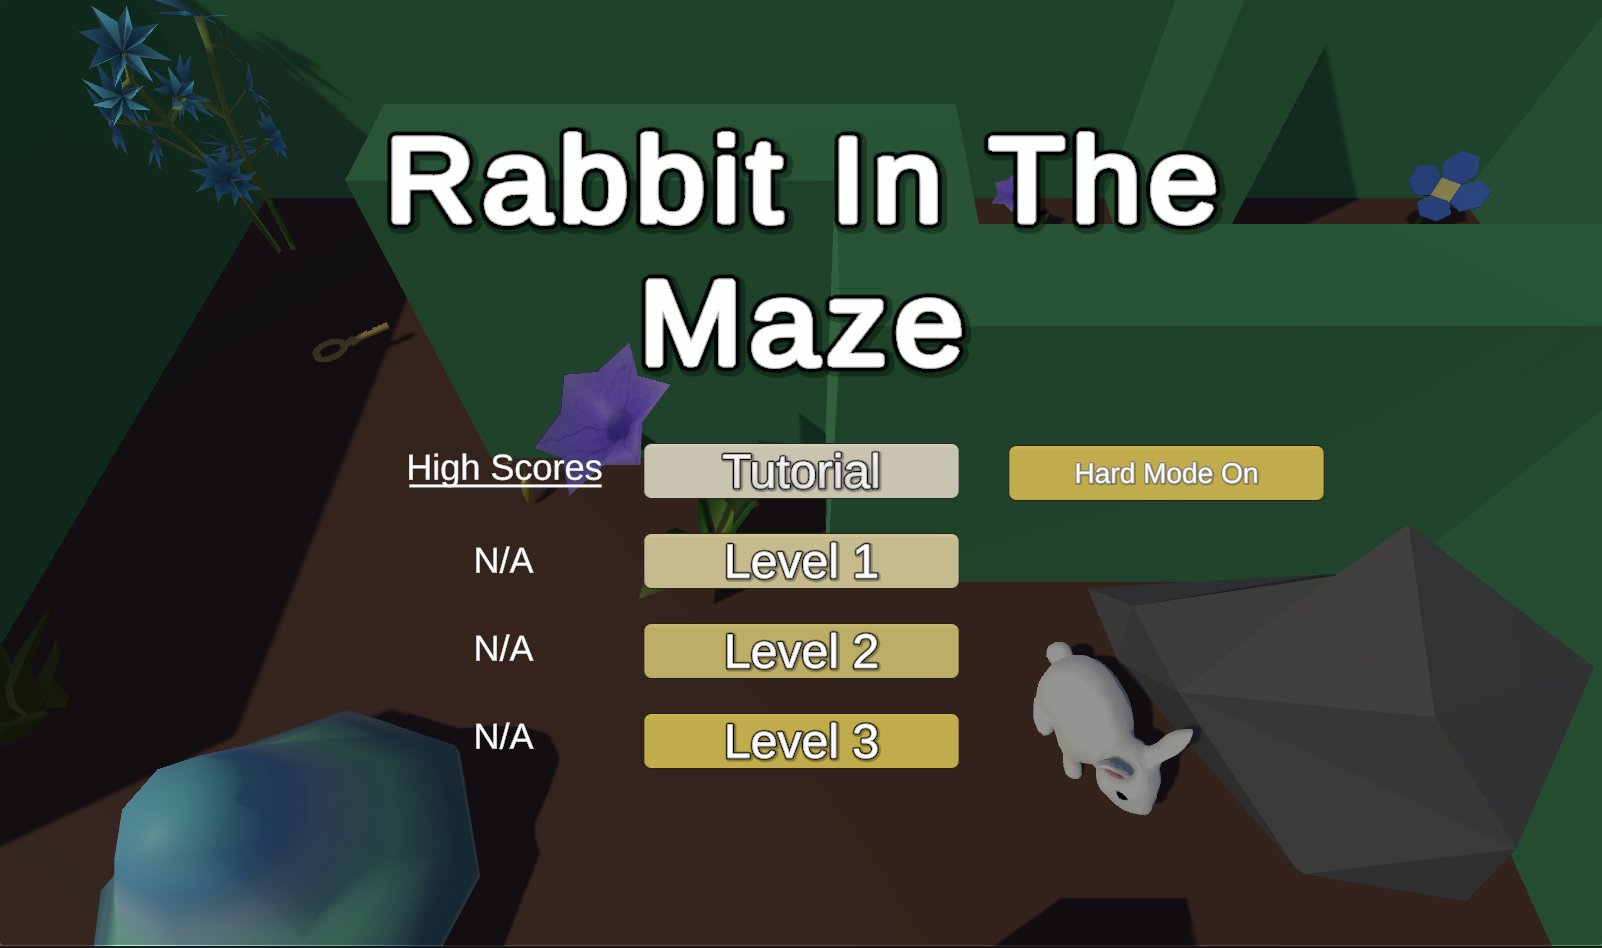 Rabbit In The
Maze
High Scores
Tutorial
Hard Mode On
N/A
Level 1
N/A
Level 2
N/A
Level 3